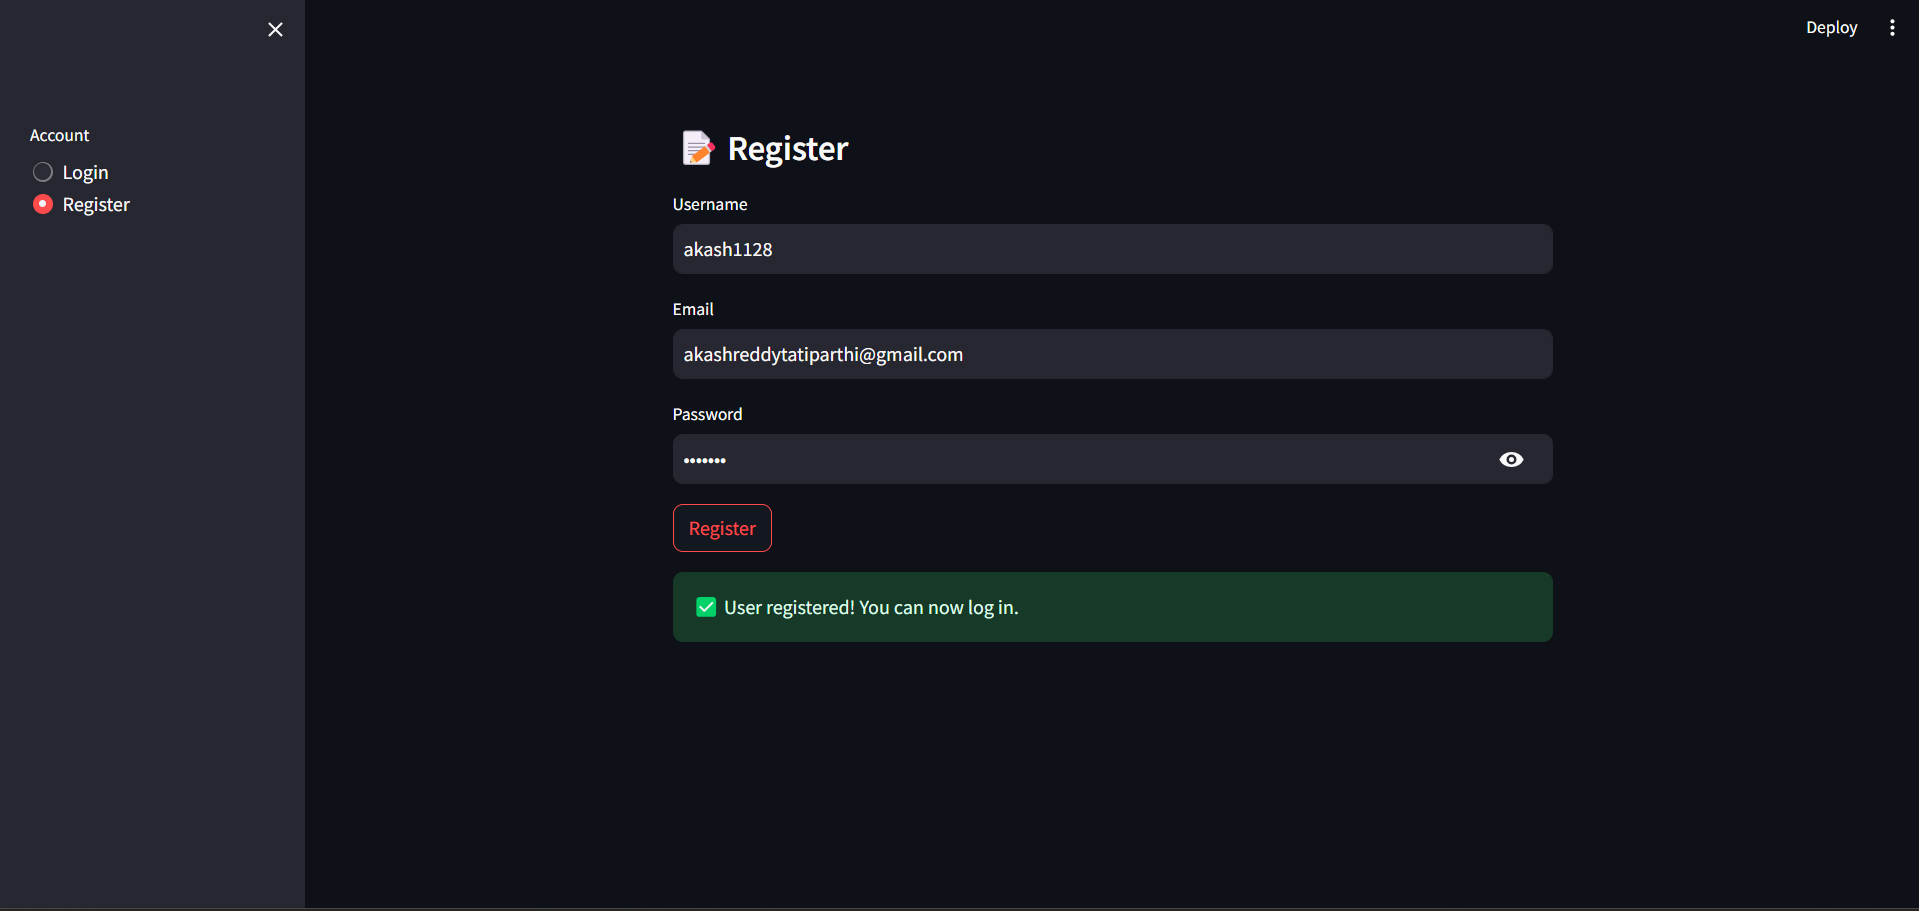 Deploy
Account
Login
Register
Register
Username
akash1128
Email
akashreddytatiparthi@gmail.com
Password
•••••••
Register
User registered! You can now log in.